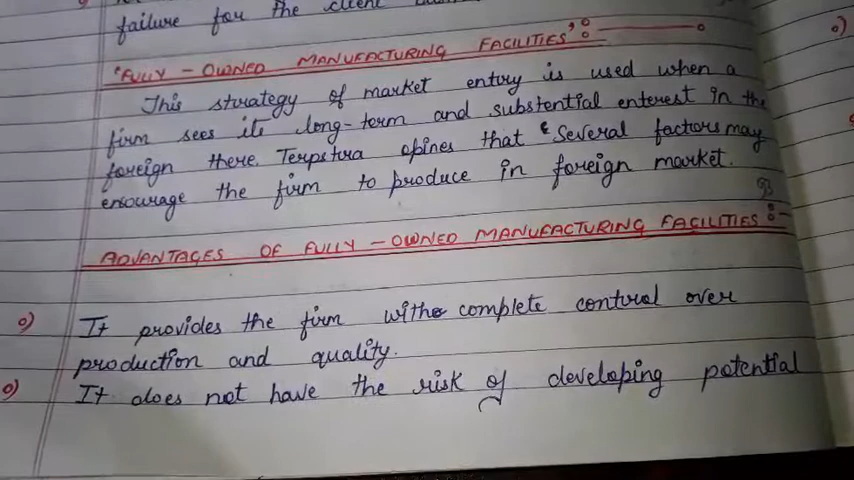 failure for the client
'FULLY-OWNED MANUFACTURING FACILITIES':
This strategy of market entry is used when a
firm sees its long-term and substential enterest in the
foreign there. Terpstra opines that "Several factors may
encourage the firm to produce in foreign market.
ADVANTAGES OF FULLY-OWNED MANUFACTURING FACILITIES:-
o) It provides the firm with complete control over
production and quality.
o) It does not have the risk of developing potential